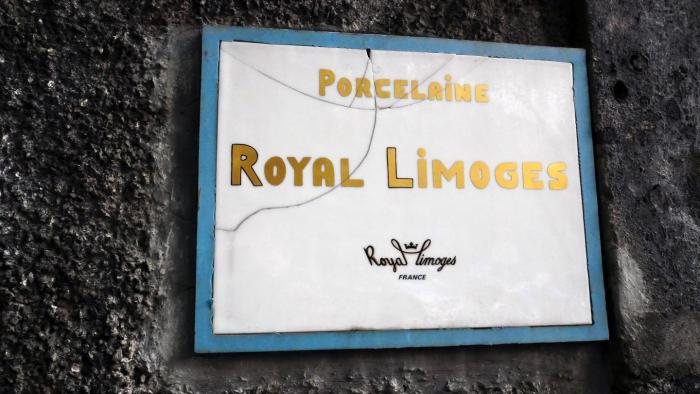 Porcelaine
Royal Limoges
Royal Limoges
FRANCE